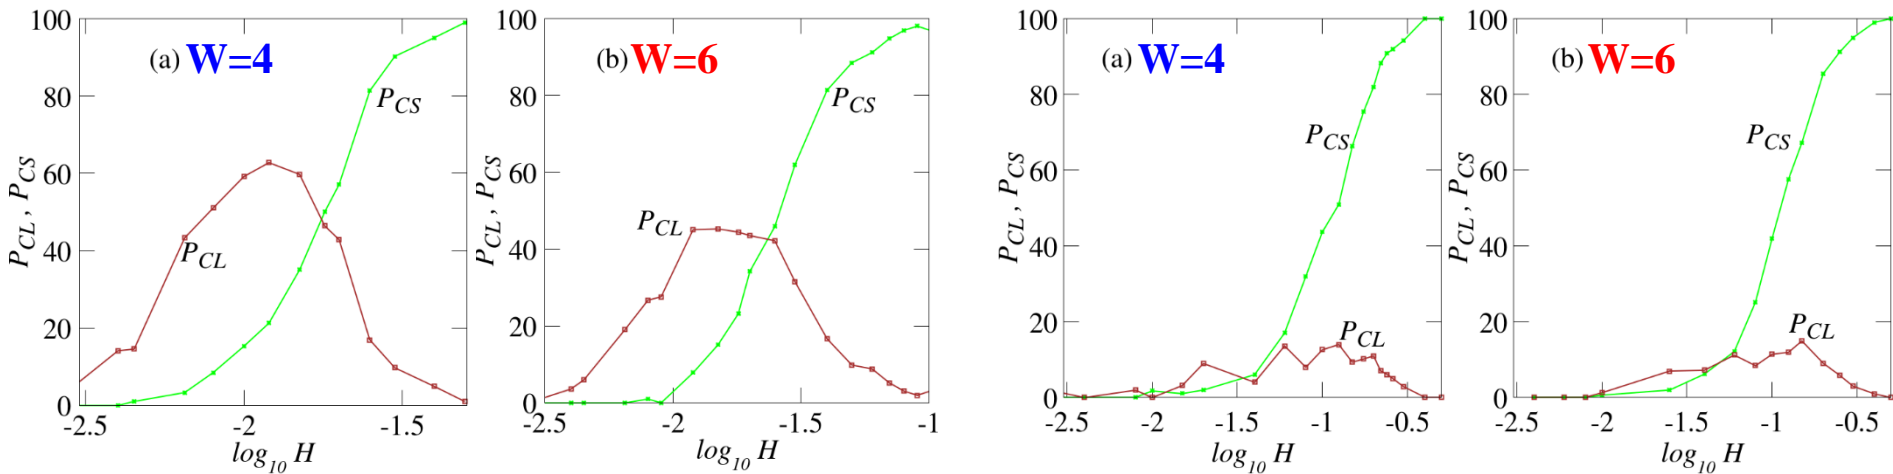 (a) W=4
P_CL , P_CS
100
80
60
40
20
0
P_CS
P_CL
-2.5
-2
-1.5
log_10 H
(b) W=6
P_CL, P_CS
100
80
60
40
20
0
P_CS
P_CL
-2.5
-2
-1.5
-1
log_10 H
(a) W=4
P_CL , P_CS
100
80
60
40
20
0
P_CS
P_CL
-2.5
-2
-1.5
-1
-0.5
log_10 H
(b) W=6
P_CL , P_CS
100
80
60
40
20
0
P_CS
P_CL
-2.5
-2
-1.5
-1
-0.5
log_10 H